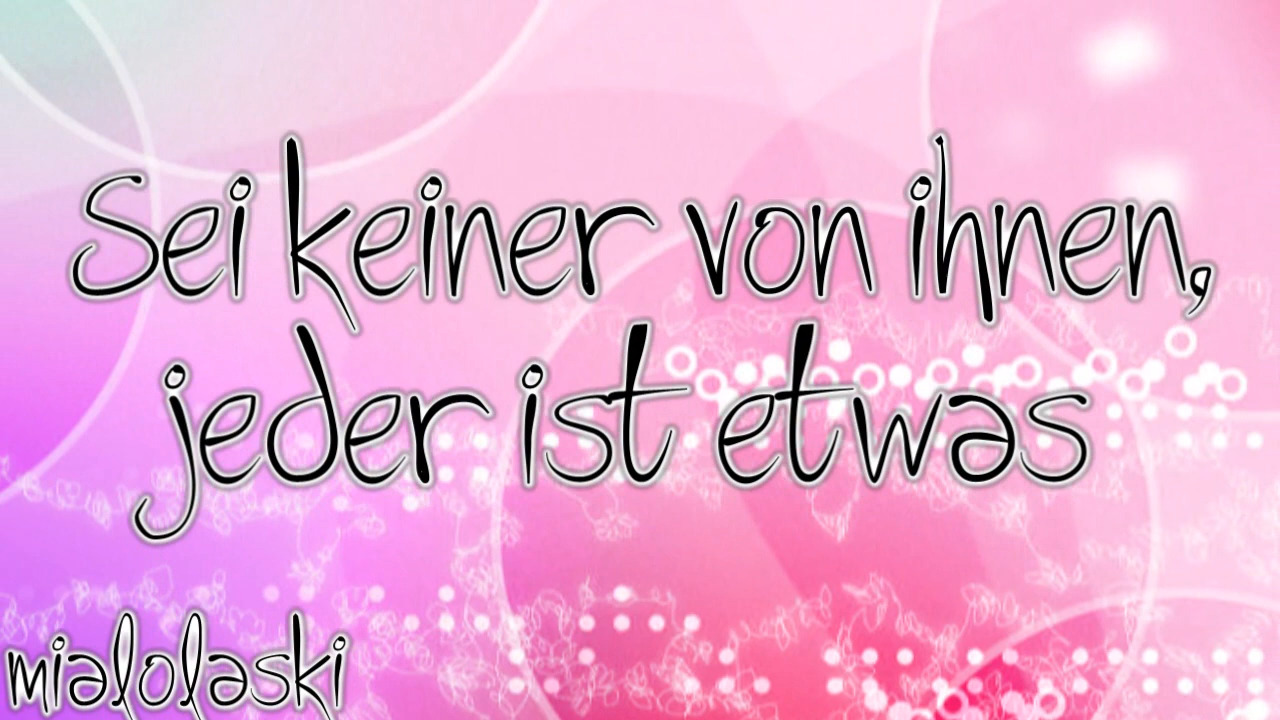 Sei keiner von ihnen,
jeder ist etwas
mialolaski